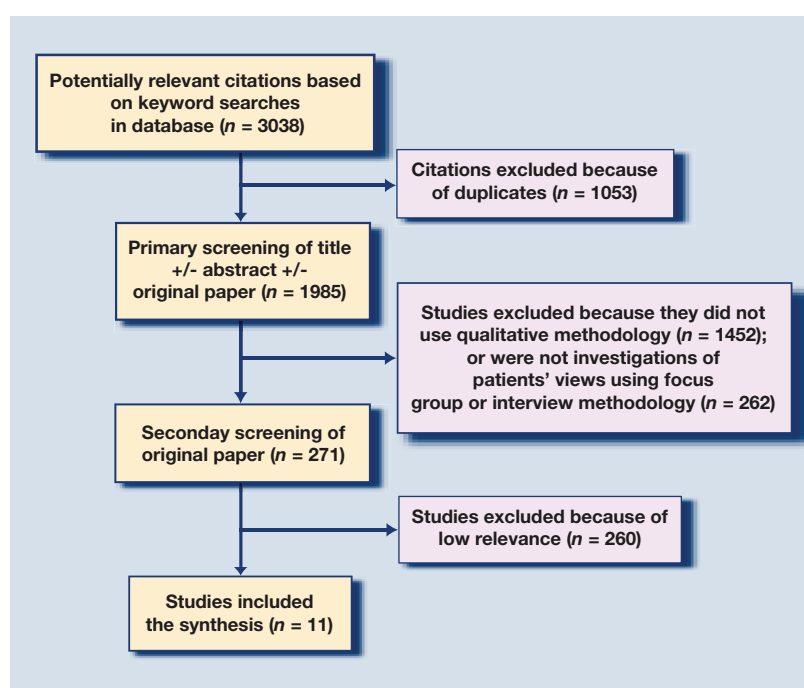 Potentially relevant citations based
on keyword searches
in database (n = 3038)
Citations excluded because
of duplicates (n = 1053)
Primary screening of title
+/- abstract +/-
original paper (n = 1985)
Studies excluded because they did not
use qualitative methodology (n = 1452);
or were not investigations of
patients’ views using focus
group or interview methodology (n = 262)
Seconday screening of
original paper (n = 271)
Studies excluded because of
low relevance (n = 260)
Studies included
the synthesis (n = 11)